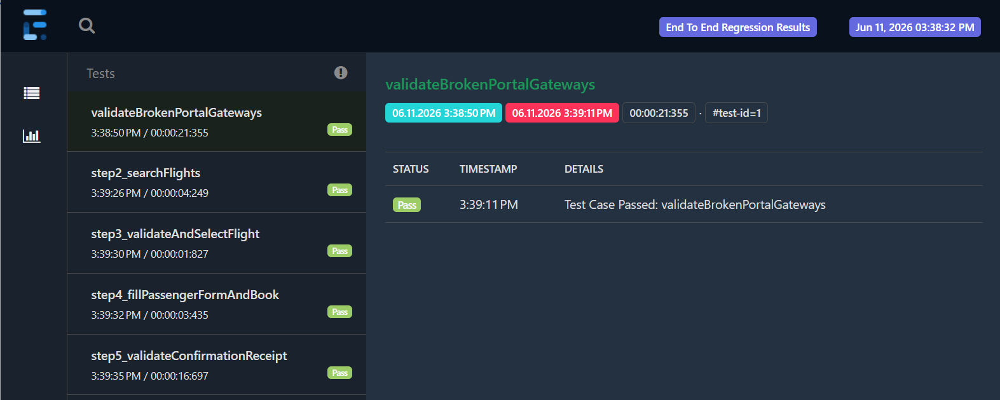 End To End Regression Results
Jun 11, 2026 03:38:32 PM
Tests
validateBrokenPortalGateways
3:38:50 PM / 00:00:21:355
Pass
step2_searchFlights
3:39:26 PM / 00:00:04:249
Pass
step3_validateAndSelectFlight
3:39:30 PM / 00:00:01:827
Pass
step4_fillPassengerFormAndBook
3:39:32 PM / 00:00:03:435
Pass
step5_validateConfirmationReceipt
3:39:35 PM / 00:00:16:697
Pass
validateBrokenPortalGateways
06.11.2026 3:38:50 PM 06.11.2026 3:39:11 PM 00:00:21:355 · #test-id=1
STATUS TIMESTAMP DETAILS
Pass 3:39:11 PM Test Case Passed: validateBrokenPortalGateways